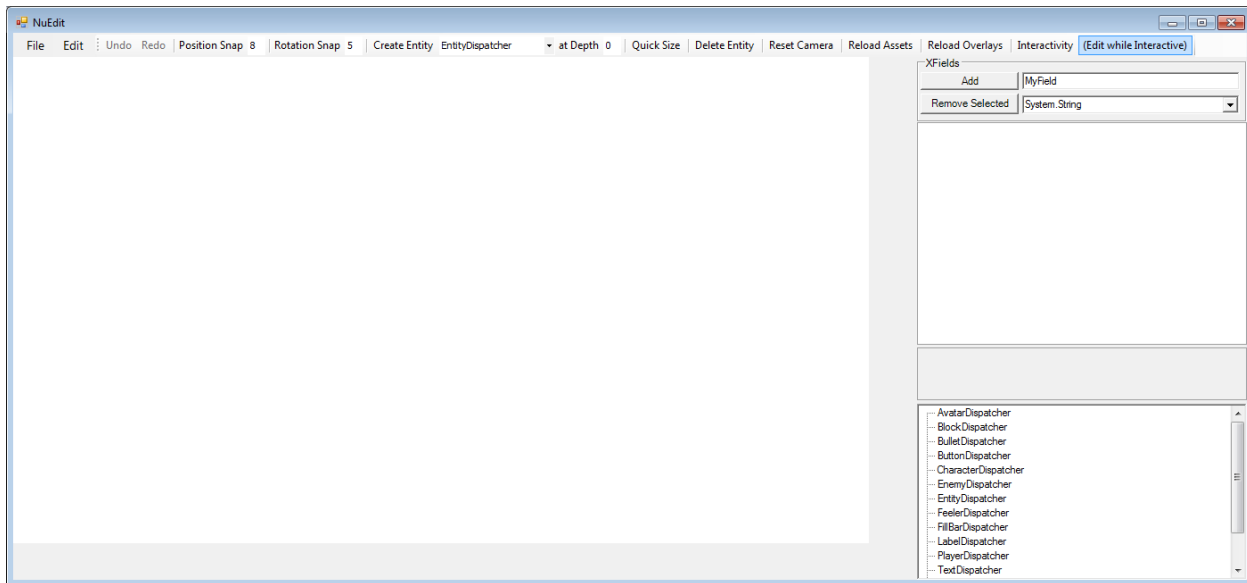 NuEdit
File Edit Undo Redo Position Snap 8 Rotation Snap 5 Create Entity EntityDispatcher at Depth 0 Quick Size Delete Entity Reset Camera Reload Assets Reload Overlays Interactivity (Edit while Interactive)
XFields
Add MyField
Remove Selected System.String
AvatarDispatcher
BlockDispatcher
BulletDispatcher
ButtonDispatcher
CharacterDispatcher
EnemyDispatcher
EntityDispatcher
FeelerDispatcher
FillBarDispatcher
LabelDispatcher
PlayerDispatcher
TextDispatcher